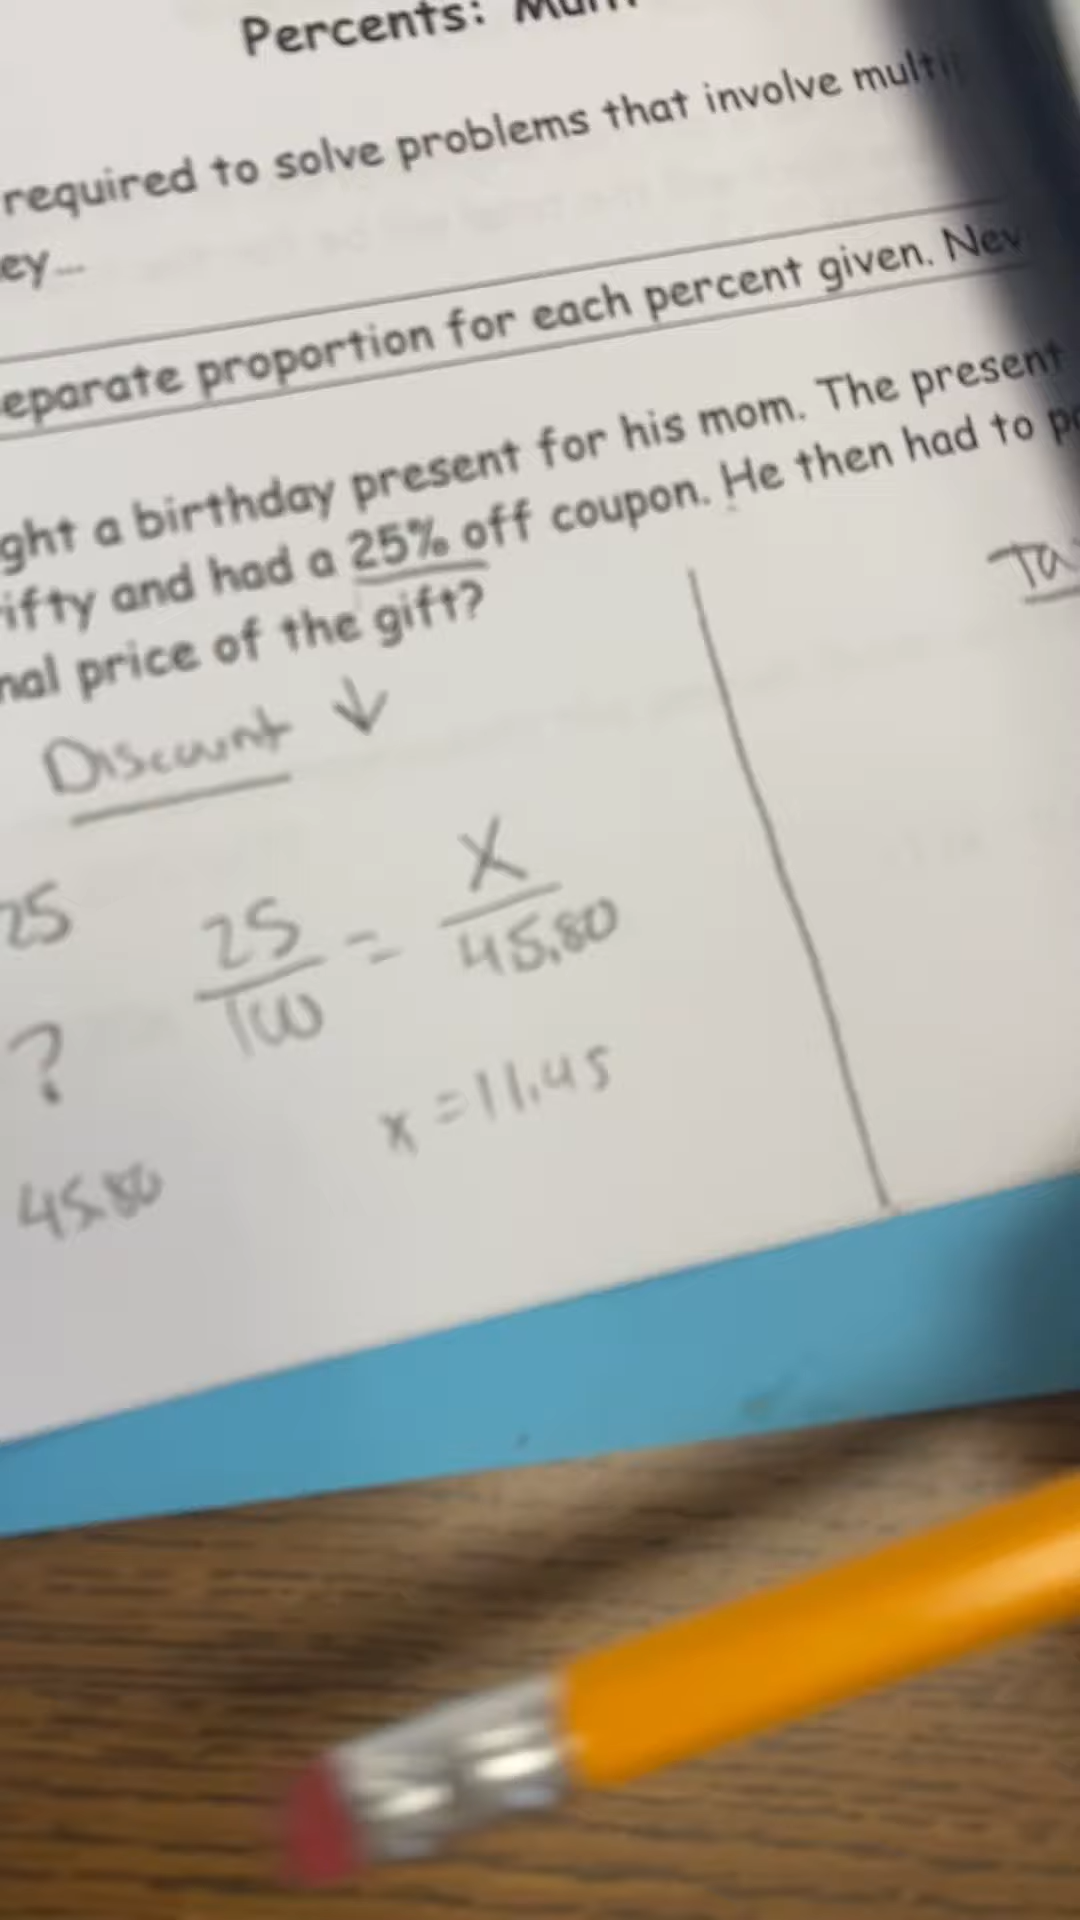 Percents:
required to solve problems that involve
ey...
eparate proportion for each percent given. Nev
ght a birthday present for his mom. The present
ifty and had a 25% off coupon. He then had to
nal price of the gift?
Ta
Discount ↓
25
25/100 = X/45.80
?
x = 11.45
45.80